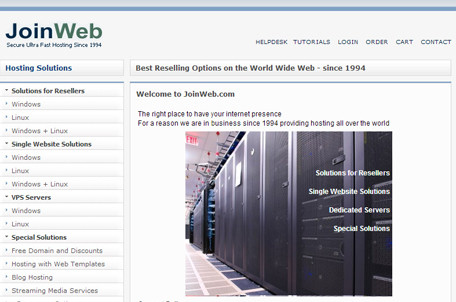 JoinWeb
Secure Ultra Fast Hosting Since 1994
HELPDESK TUTORIALS LOGIN ORDER CART CONTACT
Hosting Solutions
Solutions for Resellers
Windows
Linux
Windows + Linux
Single Website Solutions
Windows
Linux
Windows + Linux
VPS Servers
Windows
Linux
Special Solutions
Free Domain and Discounts
Hosting with Web Templates
Blog Hosting
Streaming Media Services
Best Reselling Options on the World Wide Web - since 1994
Welcome to JoinWeb.com
The right place to have your internet presence
For a reason we are in business since 1994 providing hosting all over the world
Solutions for Resellers
Single Website Solutions
Dedicated Servers
Special Solutions